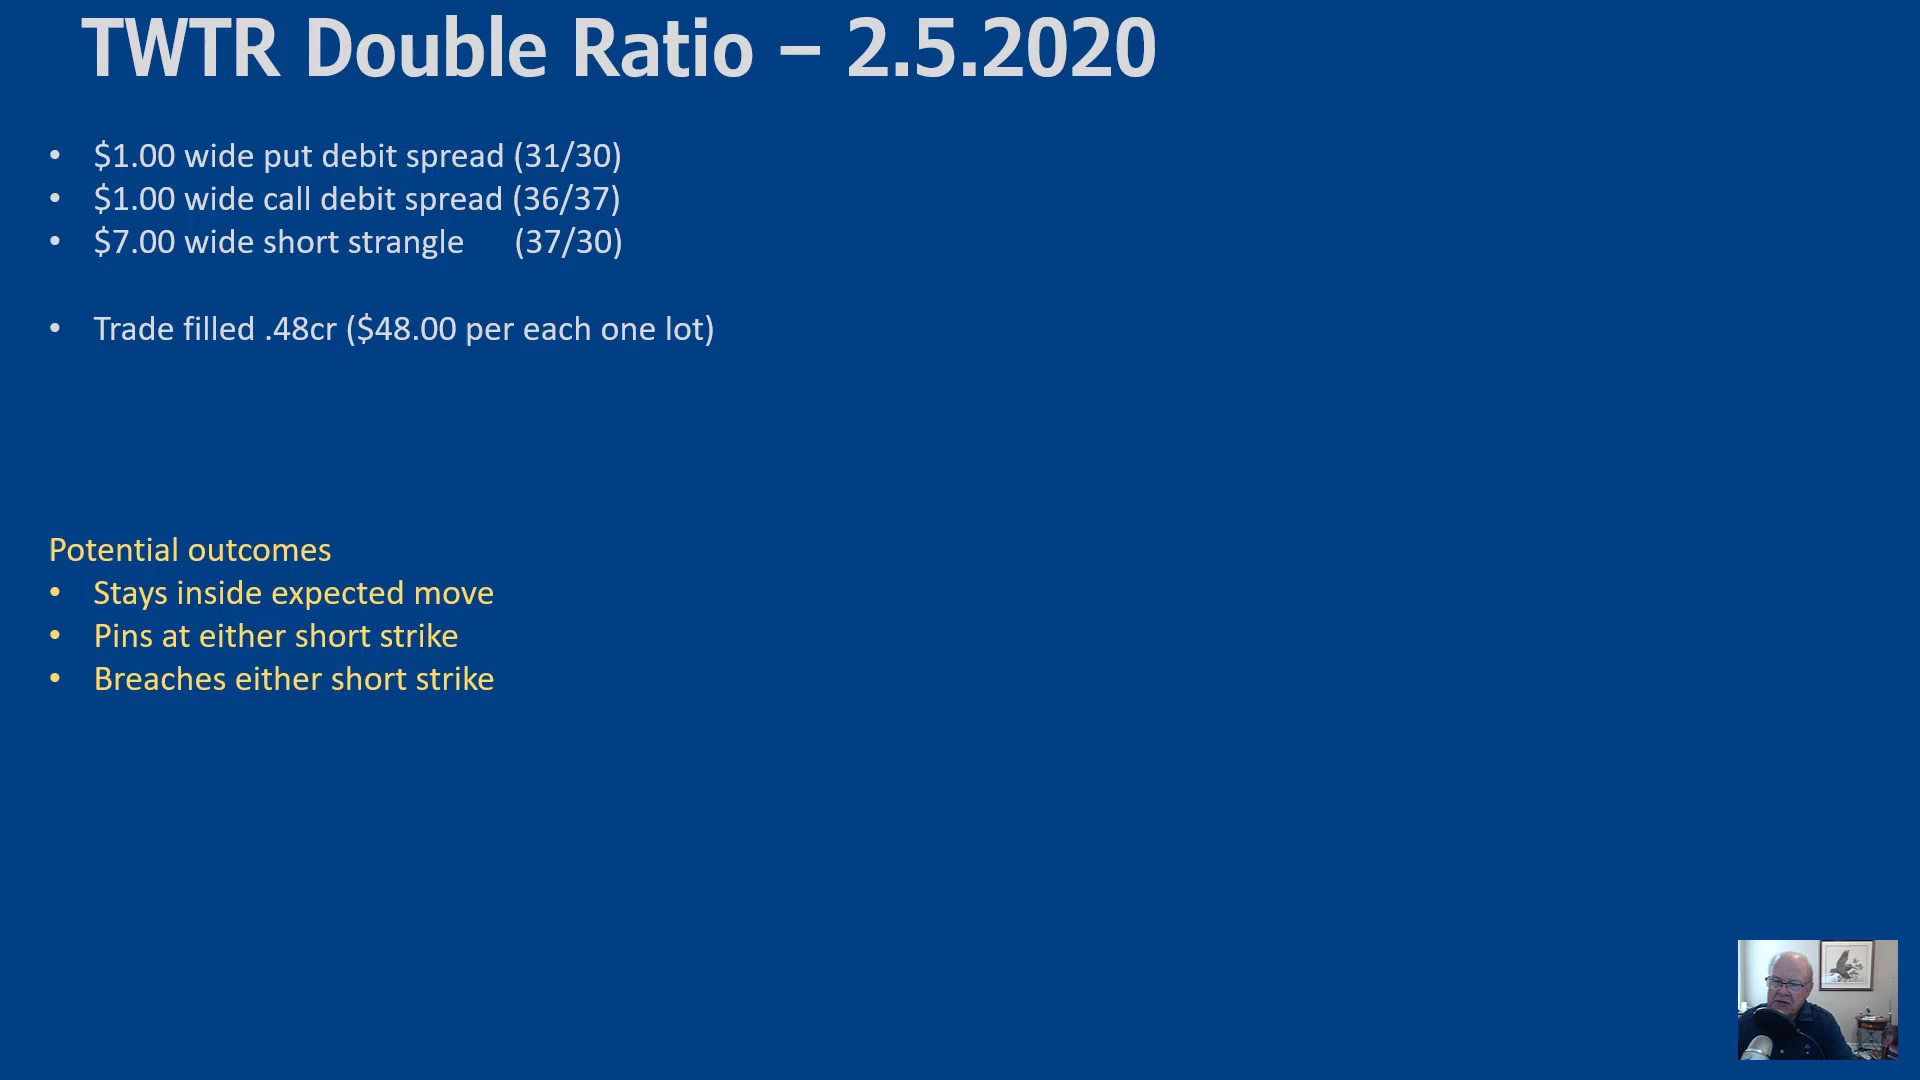 TWTR Double Ratio – 2.5.2020
• $1.00 wide put debit spread (31/30)
• $1.00 wide call debit spread (36/37)
• $7.00 wide short strangle (37/30)
• Trade filled .48cr ($48.00 per each one lot)
Potential outcomes
• Stays inside expected move
• Pins at either short strike
• Breaches either short strike